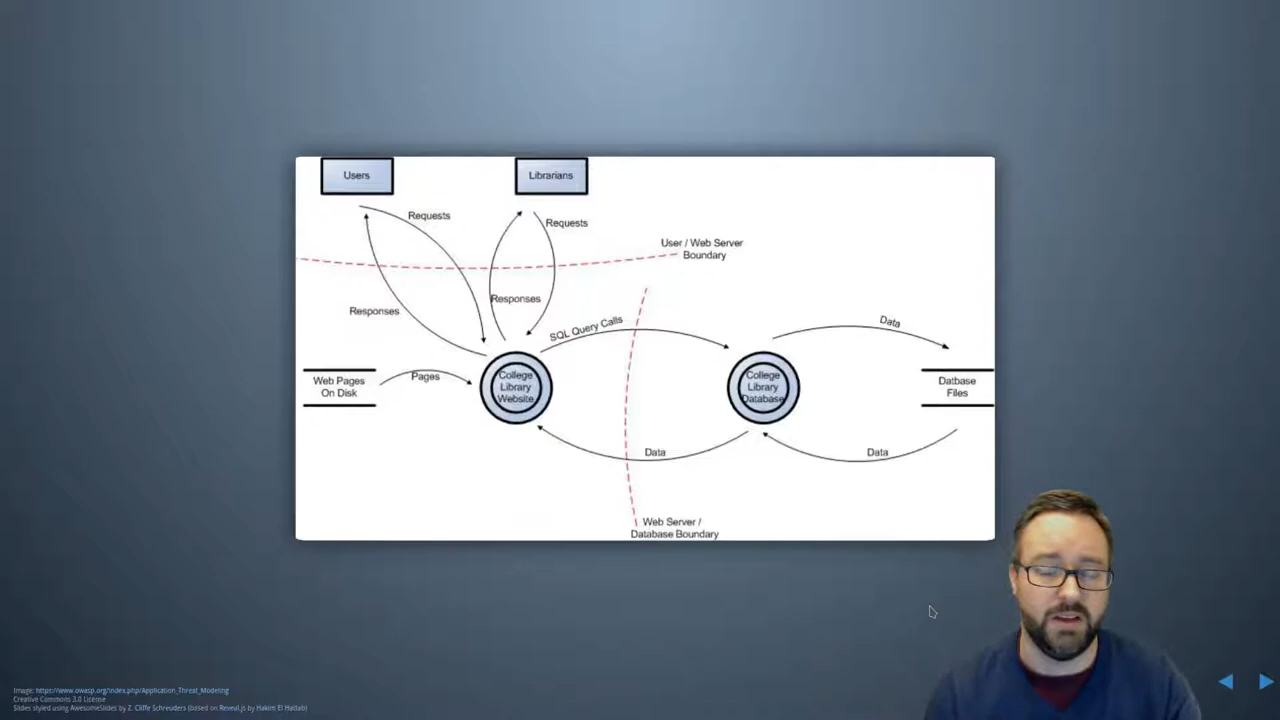 Users
Librarians
Requests
Requests
User / Web Server
Boundary
Responses
Responses
SQL Query Calls
Data
Web Pages
On Disk
Pages
College
Library
Website
College
Library
Database
Datbase
Files
Data
Data
Web Server /
Database Boundary
Image: https://www.owasp.org/index.php/Application_Threat_Modeling
Creative Commons 3.0 License
Slides styled using AwesomeSlides by Z. Cliffe Schreuders (based on Reveal.js by Hakim El Hattab)